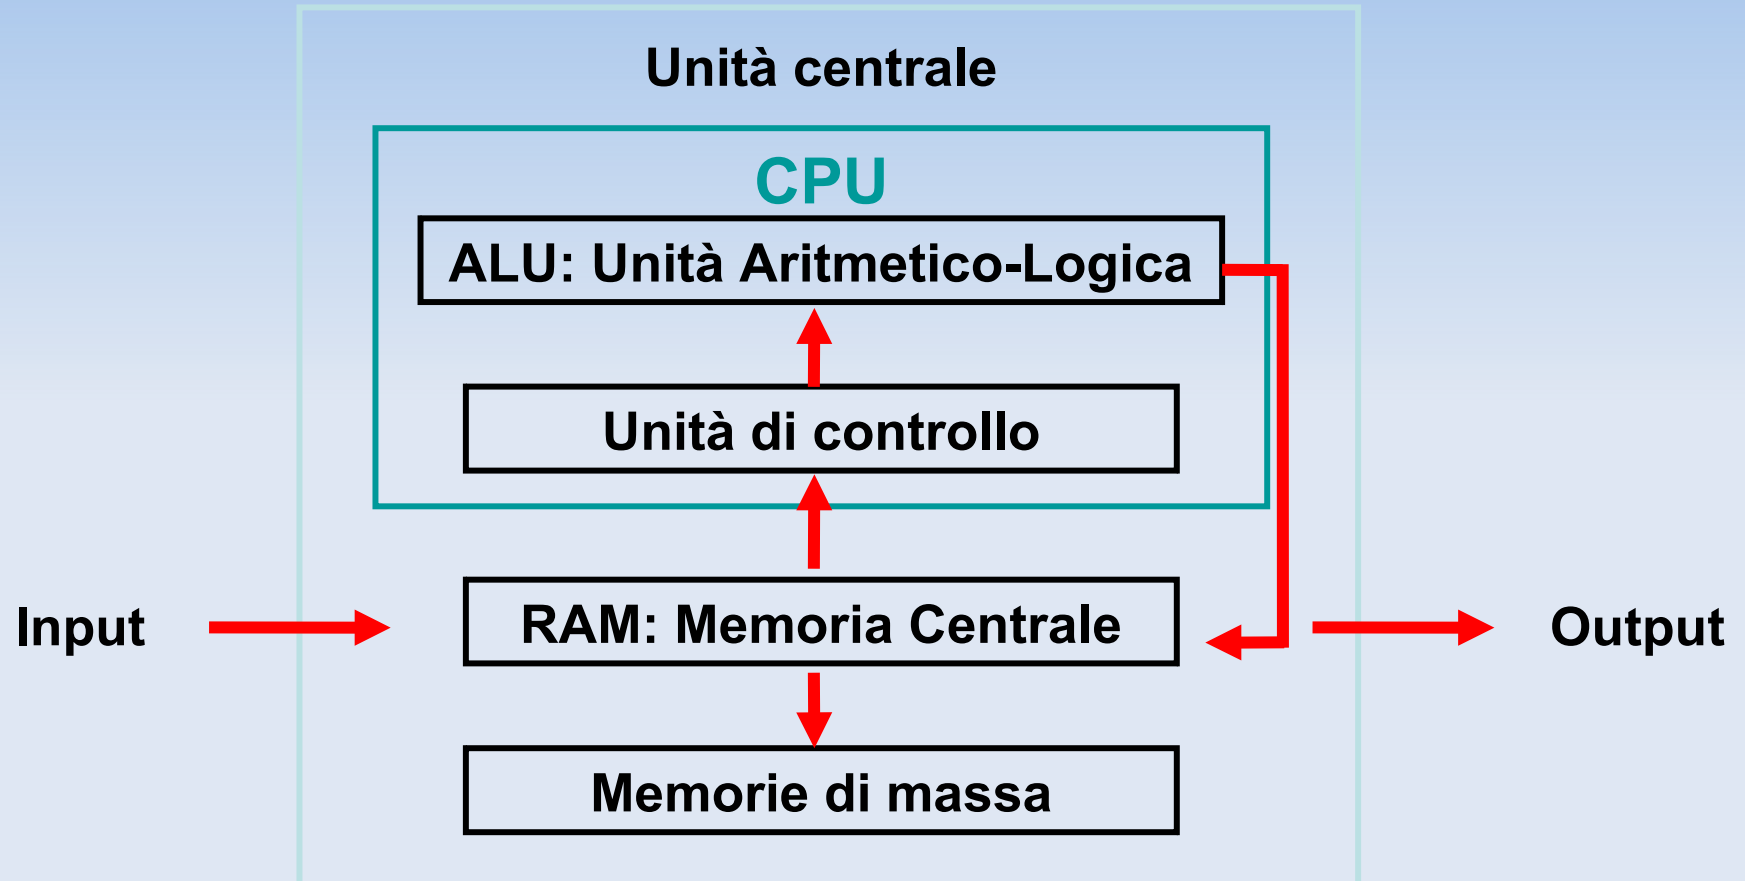 Unità centrale
CPU
ALU: Unità Aritmetico-Logica
Unità di controllo
Input
RAM: Memoria Centrale
Output
Memorie di massa